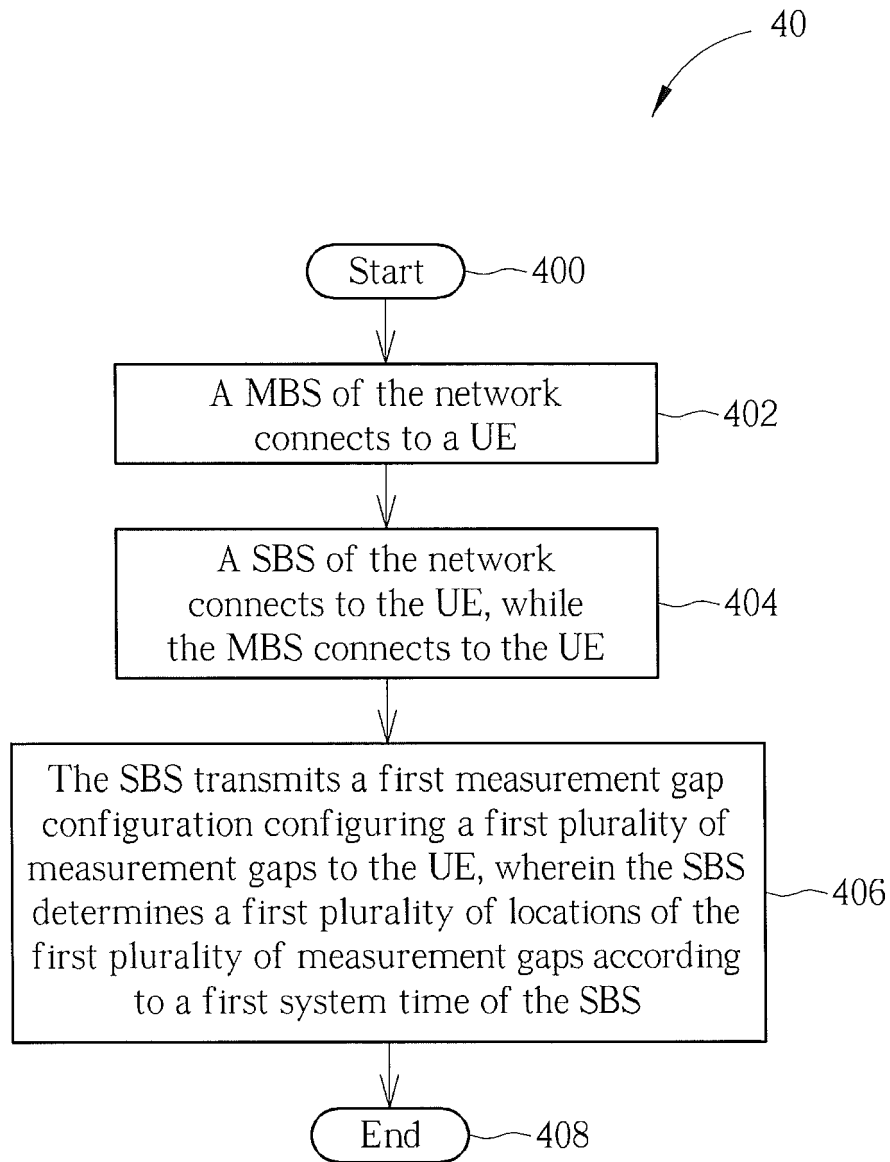 40
Start
400
A MBS of the network
connects to a UE
402
A SBS of the network
connects to the UE, while
the MBS connects to the UE
404
The SBS transmits a first measurement gap
configuration configuring a first plurality of
measurement gaps to the UE, wherein the SBS
determines a first plurality of locations of the
first plurality of measurement gaps according
to a first system time of the SBS
406
End
408